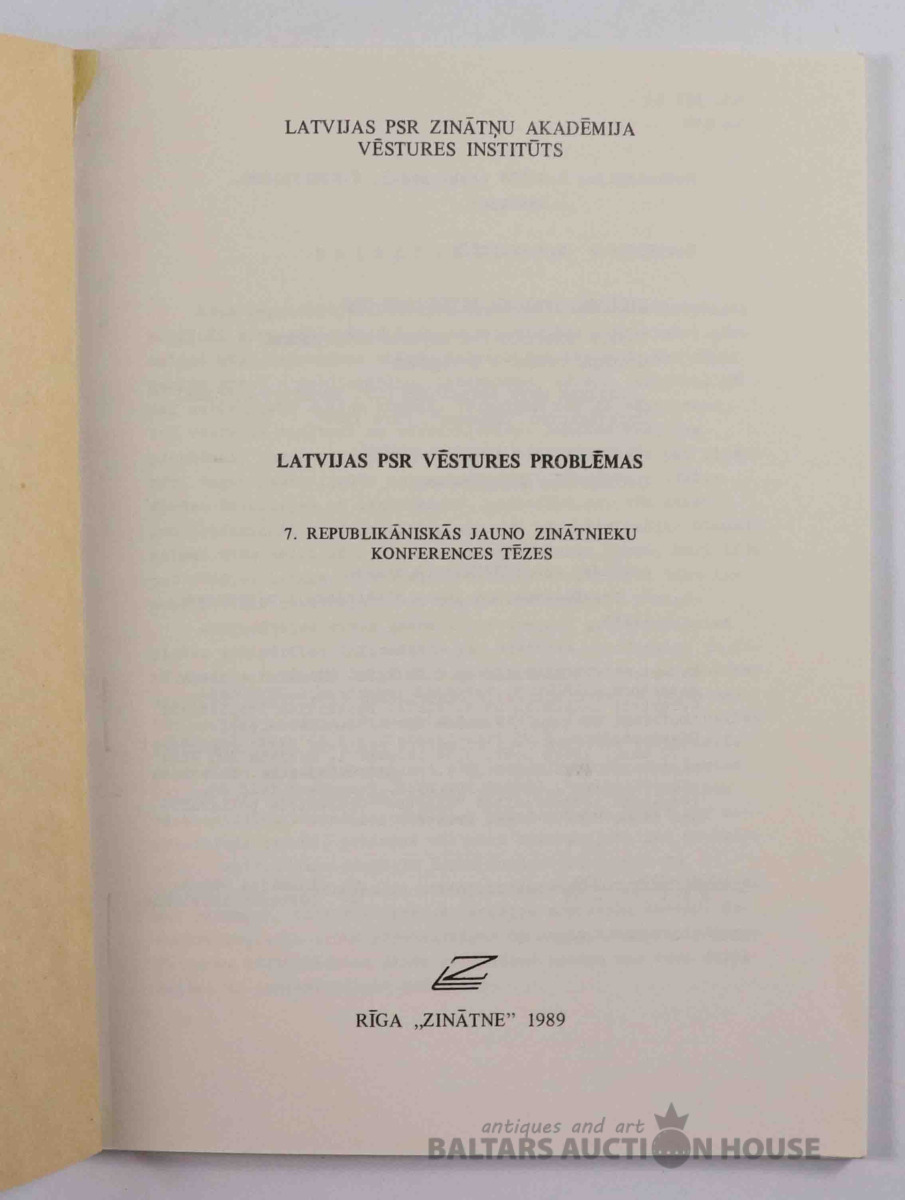 LATVIJAS PSR ZINĀTŅU AKADĒMIJA
VĒSTURES INSTITŪTS
LATVIJAS PSR VĒSTURES PROBLĒMAS
7. REPUBLIKĀNISKĀS JAUNO ZINĀTNIEKU
KONFERENCES TĒZES
RĪGA „ZINĀTNE” 1989
antiques and art
BALTARS AUCTION HOUSE